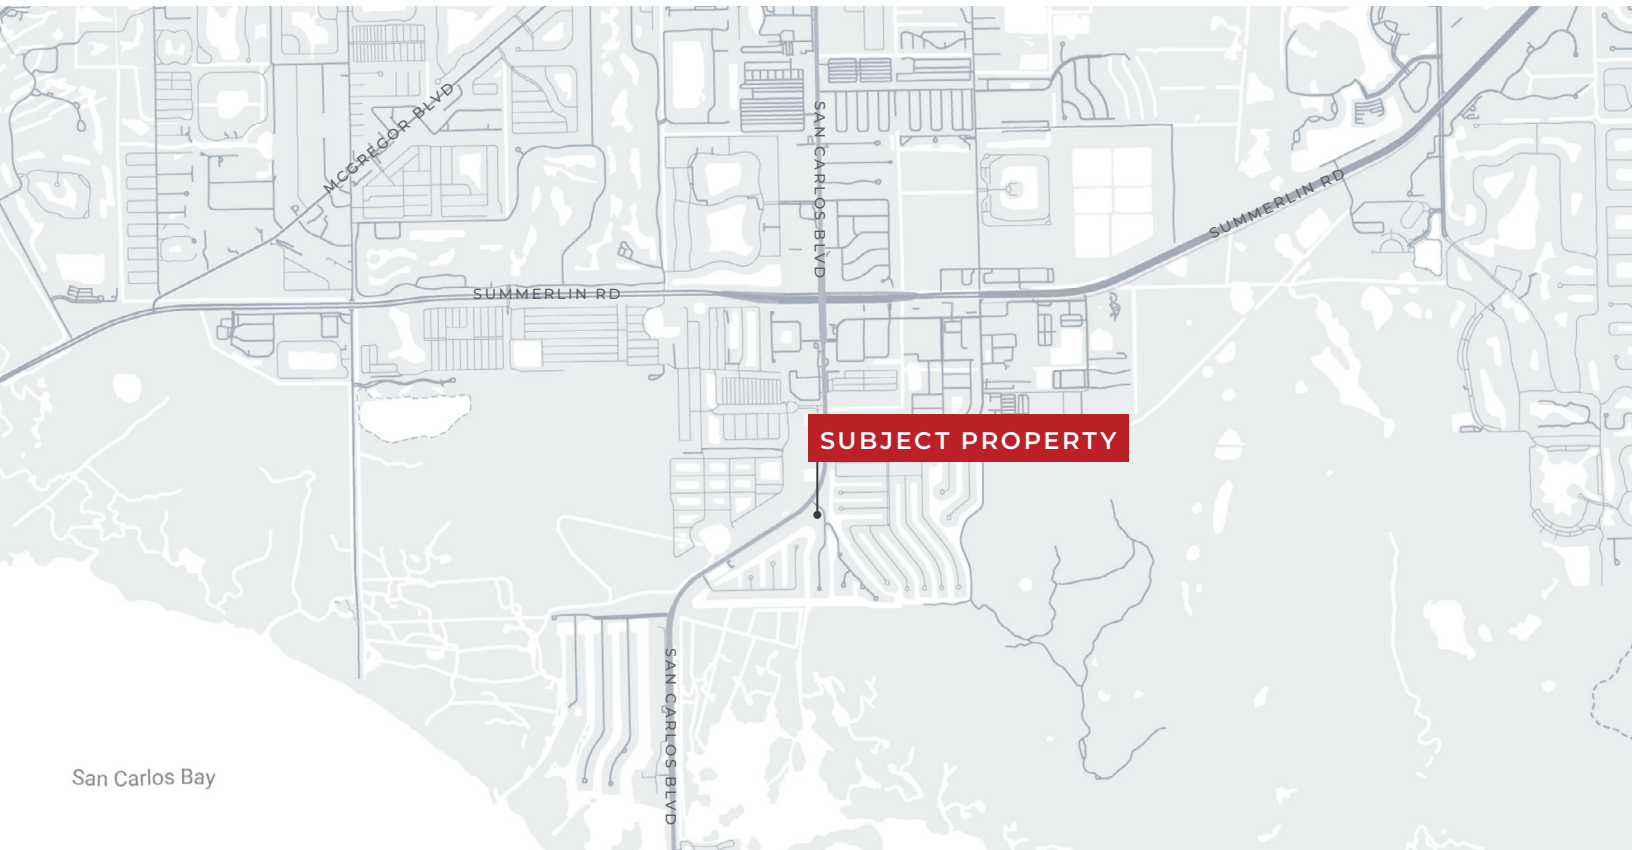 MCGREGOR BLVD
SAN CARLOS BLVD
SUMMERLIN RD
SUMMERLIN RD
SUBJECT PROPERTY
SAN CARLOS BLVD
San Carlos Bay